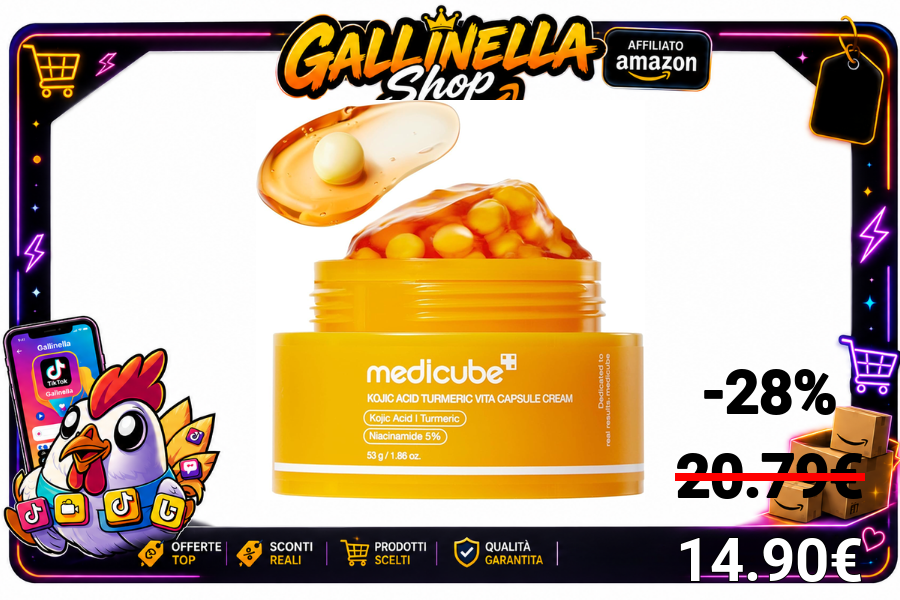 GALLINELLA
Shop
AFFILIATO
amazon
Gallinella
TikTok
Gallinella
medicube
KOJIC ACID TURMERIC VITA CAPSULE CREAM
Kojic Acid | Turmeric
Niacinamide 5%
53 g / 1.86 oz.
Dedicated to
real results: medicube
-28%
20.79€
14.90€
OFFERTE
TOP
SCONTI
REALI
PRODOTTI
SCELTI
QUALITÀ
GARANTITA